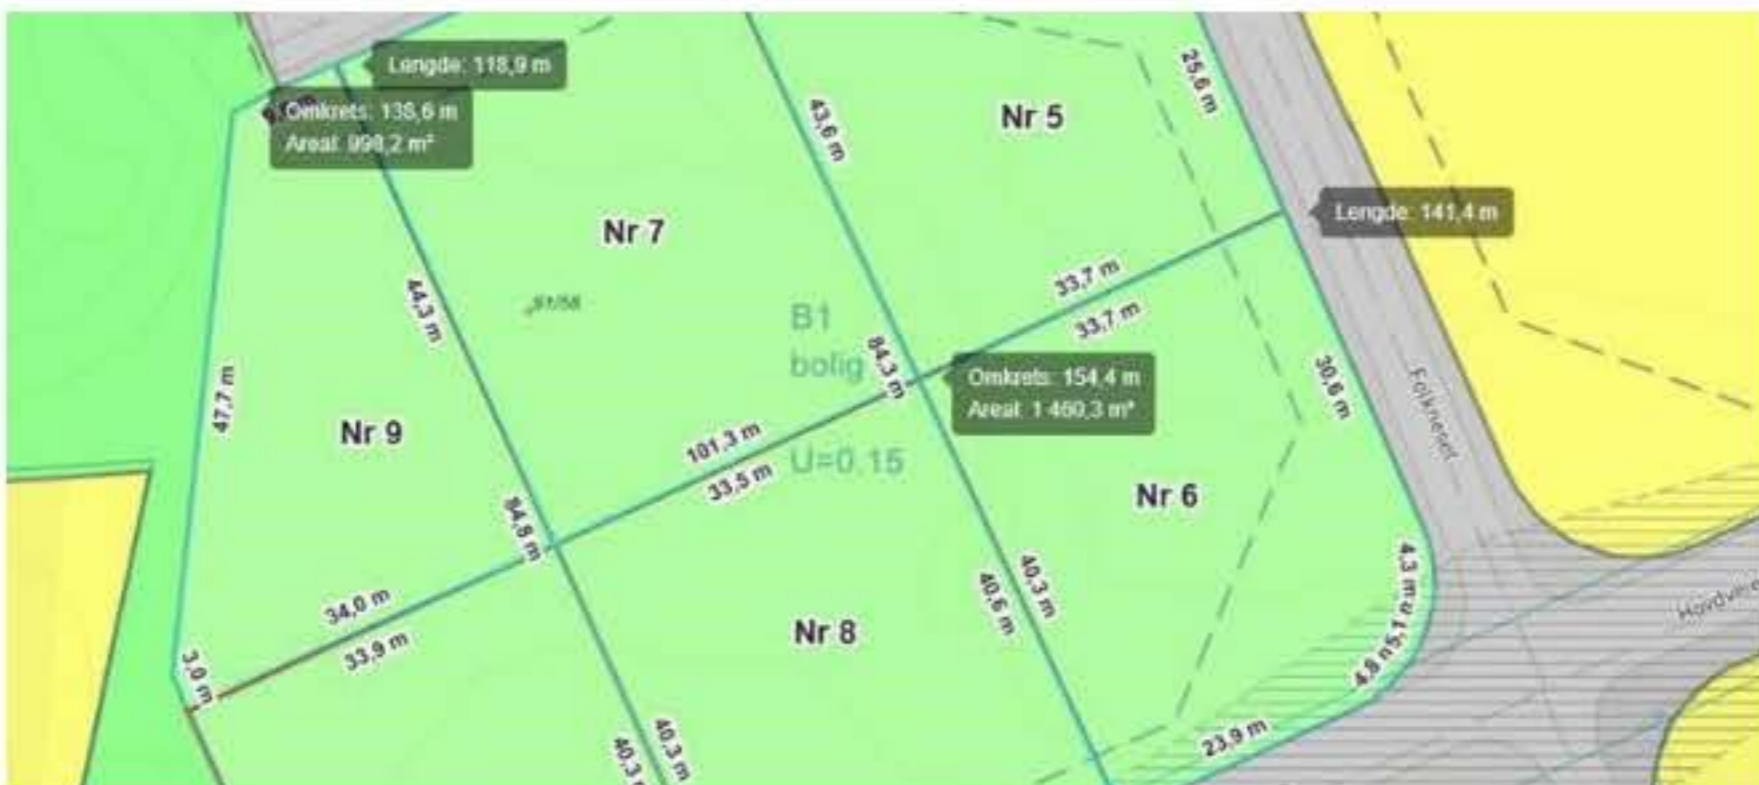 Lengde: 118,9 m
Omkrets: 138,6 m
Areal: 998,2 m²
25,6 m
43,6 m
Nr 5
Lengde: 141,4 m
Nr 7
33,7 m
33,7 m
44,3 m
91/58
B1
bolig
84,3 m
Omkrets: 154,4 m
Areal: 1 460,3 m²
30,6 m
47,7 m
Nr 9
101,3 m
33,5 m
U=0.15
Nr 6
84,8 m
4,3 m
5,1 m
4,8
40,3 m
40,6 m
34,0 m
33,9 m
Nr 8
3,0 m
23,9 m
40,3 m
40,3